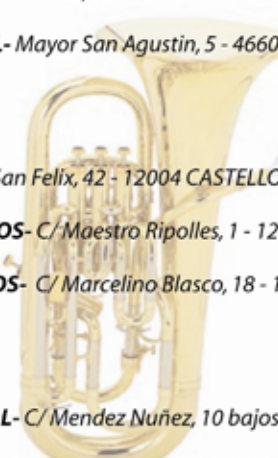 L- Mayor San Agustin, 5 - 4660
an Felix, 42 - 12004 CASTELLO
OS- C/ Maestro Ripolles, 1 - 12
OS- C/ Marcelino Blasco, 18 - 1
L- C/ Mendez Nuñez, 10 bajos